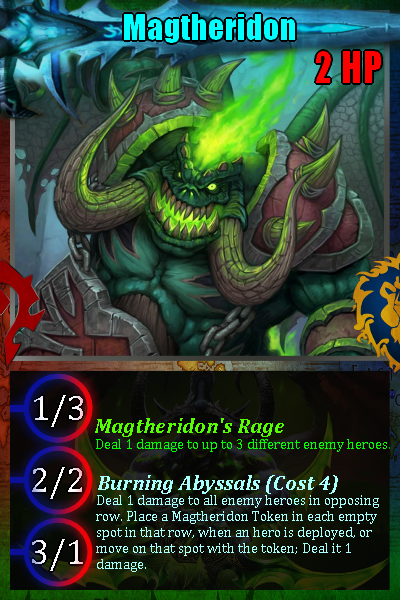 Magtheridon
2 HP
1/3
Magtheridon's Rage
Deal 1 damage to up to 3 different enemy heroes.
2/2
Burning Abyssals (Cost 4)
Deal 1 damage to all enemy heroes in opposing
row. Place a Magtheridon Token in each empty
spot in that row, when an hero is deployed, or
move on that spot with the token; Deal it 1
damage.
3/1